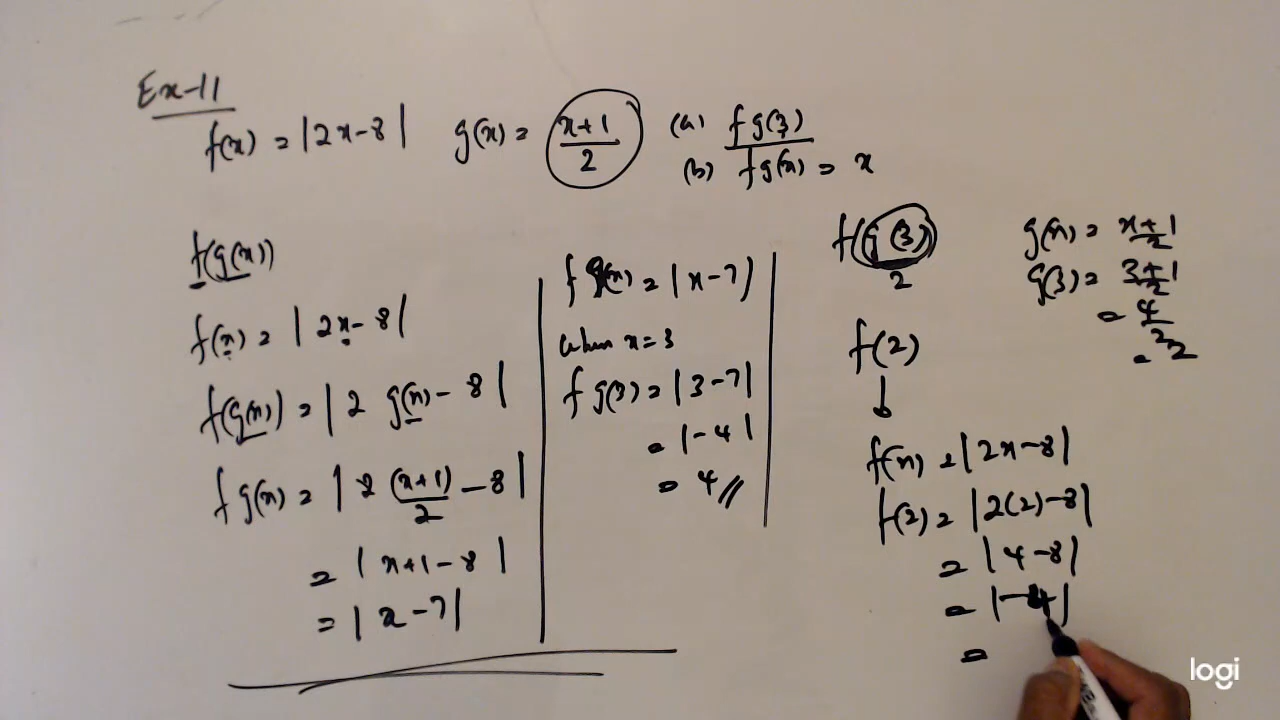 Ex-11
f(x) = |2x-8| g(x) = x+1/2 (a) fg(3)
(b) fg(x) = x
f(g(x))
f(x) = |2x-8|
f(g(x)) = |2 g(x) - 8|
fg(x) = |2 (x+1)/2 - 8|
= |x+1-8|
= |x-7|
fg(x) = |x-7|
when x=3
fg(3) = |3-7|
= |-4|
= 4//
f(g(3))
2
f(2)
f(x) = |2x-8|
f(2) = |2(2)-8|
= |4-8|
= |-4|
=
g(x) = x+1/2
g(3) = 3+1/2
= 4/2
= 2
logi